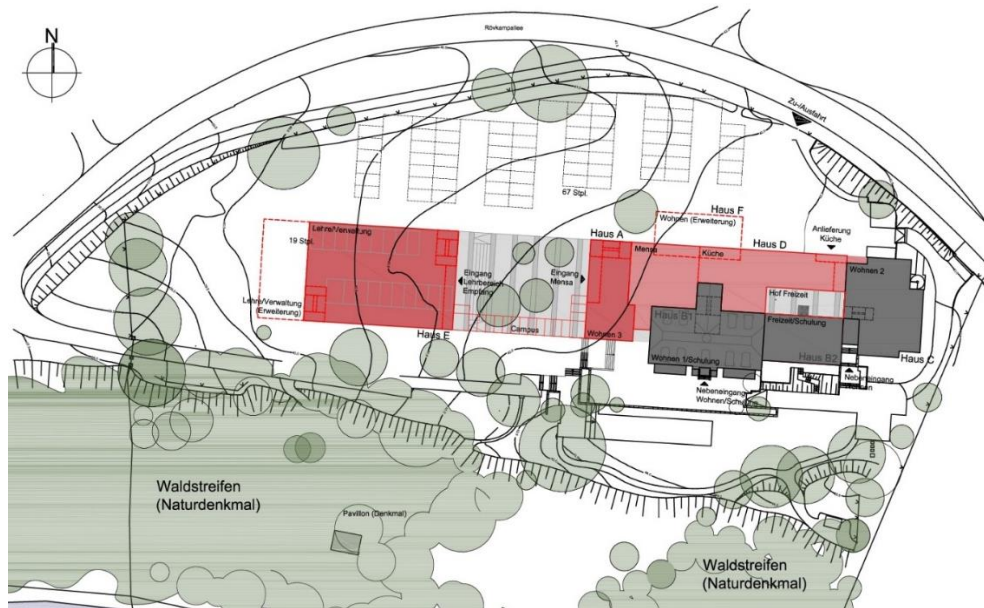 N
Rövkampallee
Zu-/Ausfahrt
67 Stpl.
Haus F
Wohnen (Erweiterung)
Anlieferung
Küche
Lehre/Verwaltung
19 Stpl.
Haus A
Mensa
Küche
Haus D
Wohnen 2
Eingang
Lehrbereich
Empfang
Eingang
Mensa
Hof Freizeit
Lehre/Verwaltung
(Erweiterung)
Haus E
Campus
Wohnen 3
Haus B1
Freizeit/Schulung
Wohnen 1/Schulung
Haus B2
Haus C
Nebeneingang
Wohnen/Schulung
Nebeneingang
Waldstreifen
(Naturdenkmal)
Pavillon (Denkmal)
Waldstreifen
(Naturdenkmal)